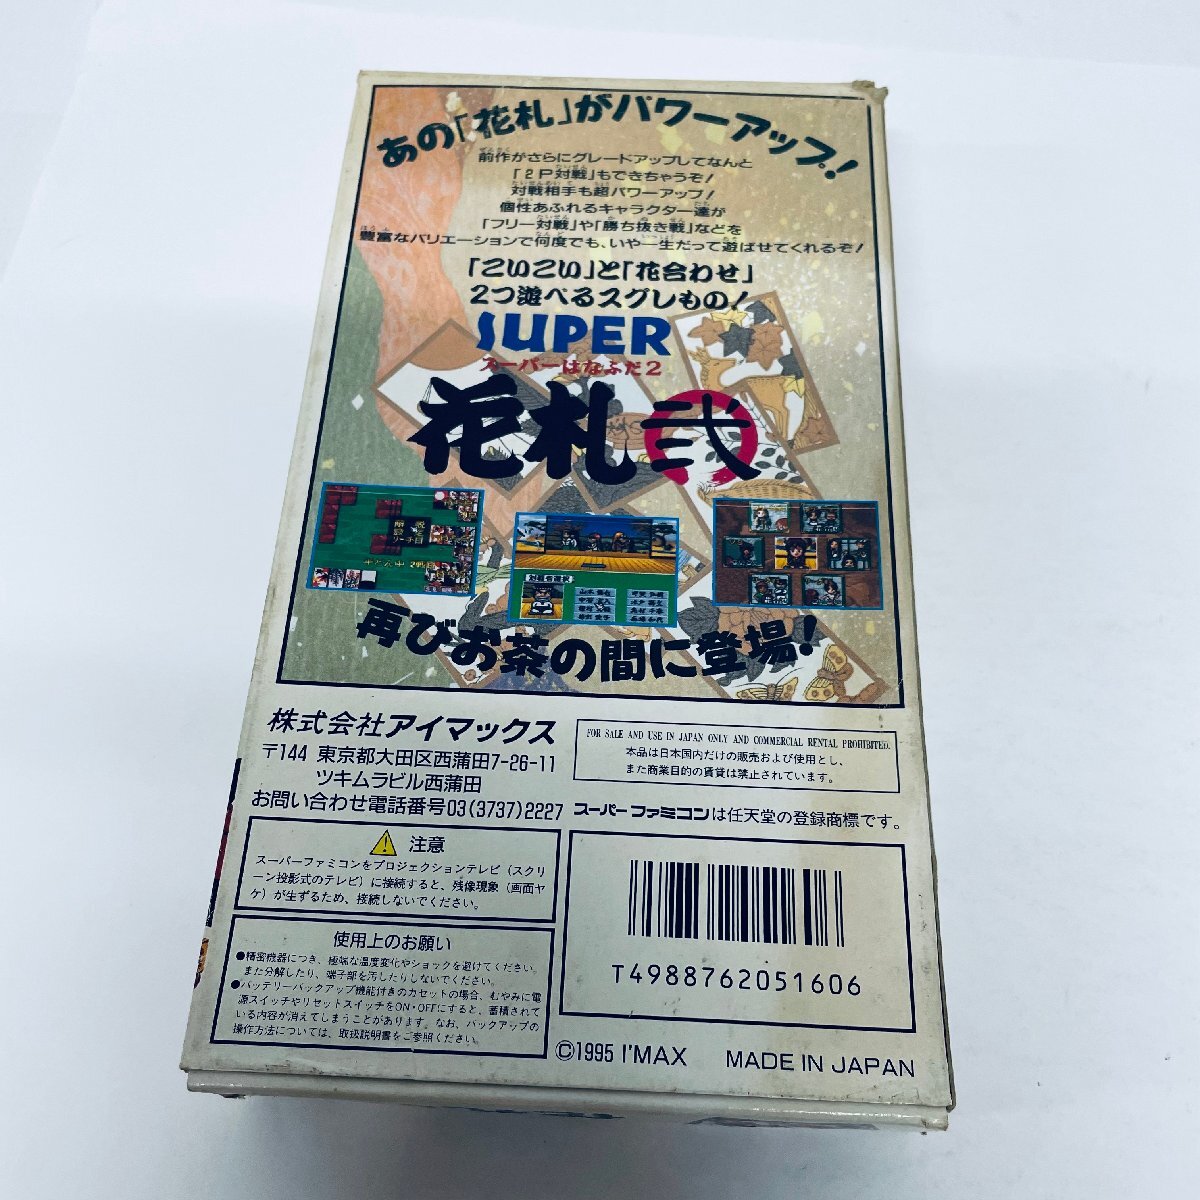 あの「花札」がパワーアップ!
前作がさらにグレードアップしてなんと
「2P対戦」もできちゃうぞ!
対戦相手も超パワーアップ!
個性あふれるキャラクター達が
「フリー対戦」や「勝ち抜き戦」などを
豊富なバリエーションで何度でも、いや一生だって遊ばせてくれるぞ!
「こいこい」と「花合わせ」
2つ遊べるスグレもの!
SUPER
スーパーはなふだ2
花札 弐
再びお茶の間に登場!
株式会社アイマックス
〒144 東京都大田区西蒲田7-26-11
ツキムラビル西蒲田
お問い合わせ電話番号03(3737)2227
FOR SALE AND USE IN JAPAN ONLY AND COMMERCIAL RENTAL PROHIBITED.
本品は日本国内だけの販売および使用とし、
また商業目的の賃貸は禁止されています。
スーパーファミコンは任天堂の登録商標です。
注意
スーパーファミコンをプロジェクションテレビ(スクリ
ーン投影式のテレビ)に接続すると、残像現象(画面ヤ
ケ)が生ずるため、接続しないでください。
使用上のお願い
●精密機器につき、極端な温度変化やショックを避けてください。
また分解したり、端子部を汚したりしないでください。
●バッテリーバックアップ機能付きのカセットの場合、むやみに電
源スイッチやリセットスイッチをON・OFFにすると、蓄積されて
いる内容が消えてしまうことがあります。なお、バックアップの
操作方法については、取扱説明書をご参照ください。
T4988762051606
©1995 I'MAX
MADE IN JAPAN